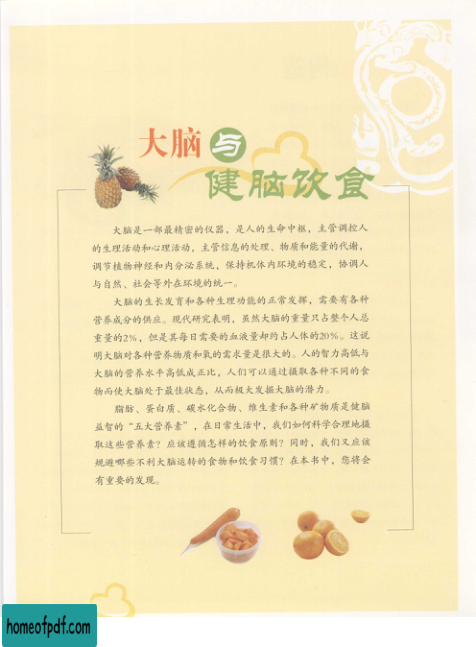 大脑与
健脑饮食
大脑是一部最精密的仪器，是人的生命中枢，主管调控人
的生理活动和心理活动，主管信息的处理、物质和能量的代谢，
调节植物神经和内分泌系统，保持机体内环境的稳定，协调人
与自然、社会等外在环境的统一。
大脑的生长发育和各种生理功能的正常发挥，需要有各种
营养成分的供应。现代研究表明，虽然大脑的重量只占整个人总
重量的2%，但是其每日需要的血液量却约占人体的20%。这说
明大脑对各种营养物质和氧的需求量是很大的。人的智力高低与
大脑的营养水平高低成正比，人们可以通过摄取各种不同的食
物而使大脑处于最佳状态，从而极大发掘大脑的潜力。
脂肪、蛋白质、碳水化合物、维生素和各种矿物质是健脑
益智的“五大营养素”，在日常生活中，我们如何科学合理地摄
取这些营养素？应该遵循怎样的饮食原则？同时，我们又应该
规避哪些不利大脑运转的食物和饮食习惯？在本书中，您将会
有重要的发现。
homeofpdf.com